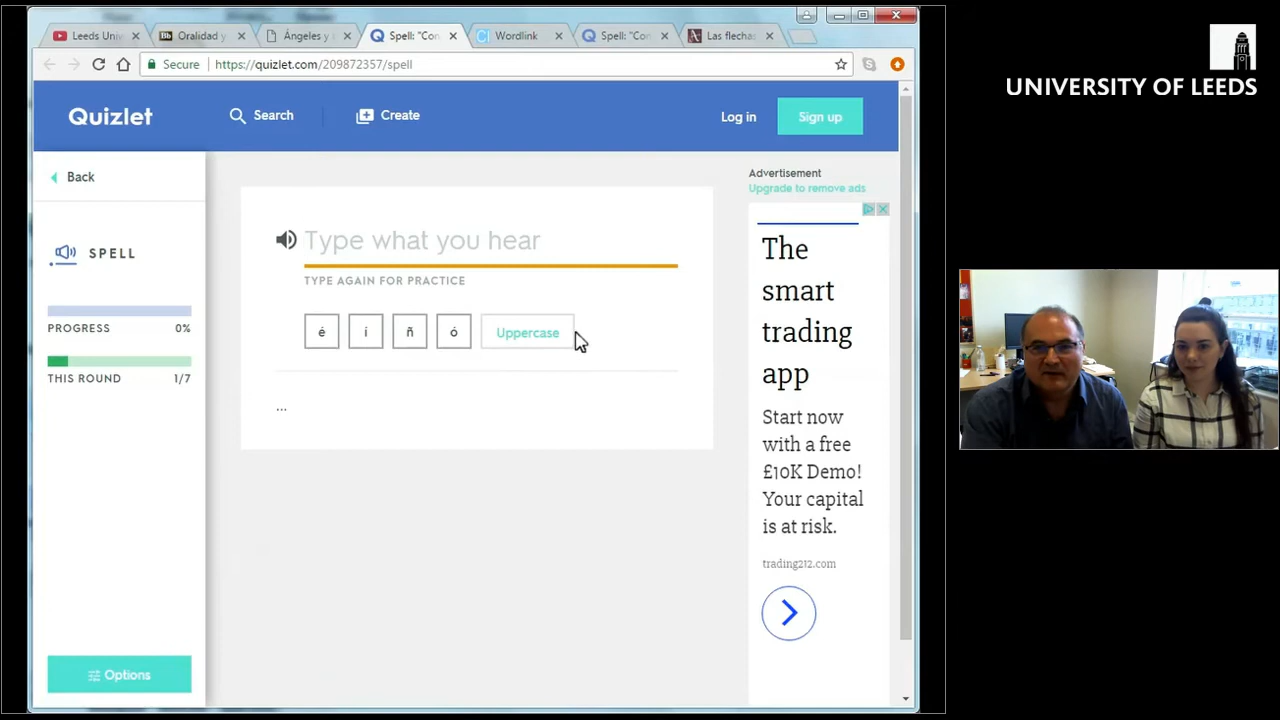 Leeds Univ
Oralidad y
Ángeles y
Spell: "Con
Wordlink
Spell: "Con
Las flechas
Secure
https://quizlet.com/209872357/spell
UNIVERSITY OF LEEDS
Quizlet
Search
Create
Log in
Sign up
Back
SPELL
PROGRESS 0%
THIS ROUND 1/7
Options
Type what you hear
TYPE AGAIN FOR PRACTICE
é í ñ ó Uppercase
...
Advertisement
Upgrade to remove ads
The
smart
trading
app
Start now
with a free
£10K Demo!
Your capital
is at risk.
trading212.com